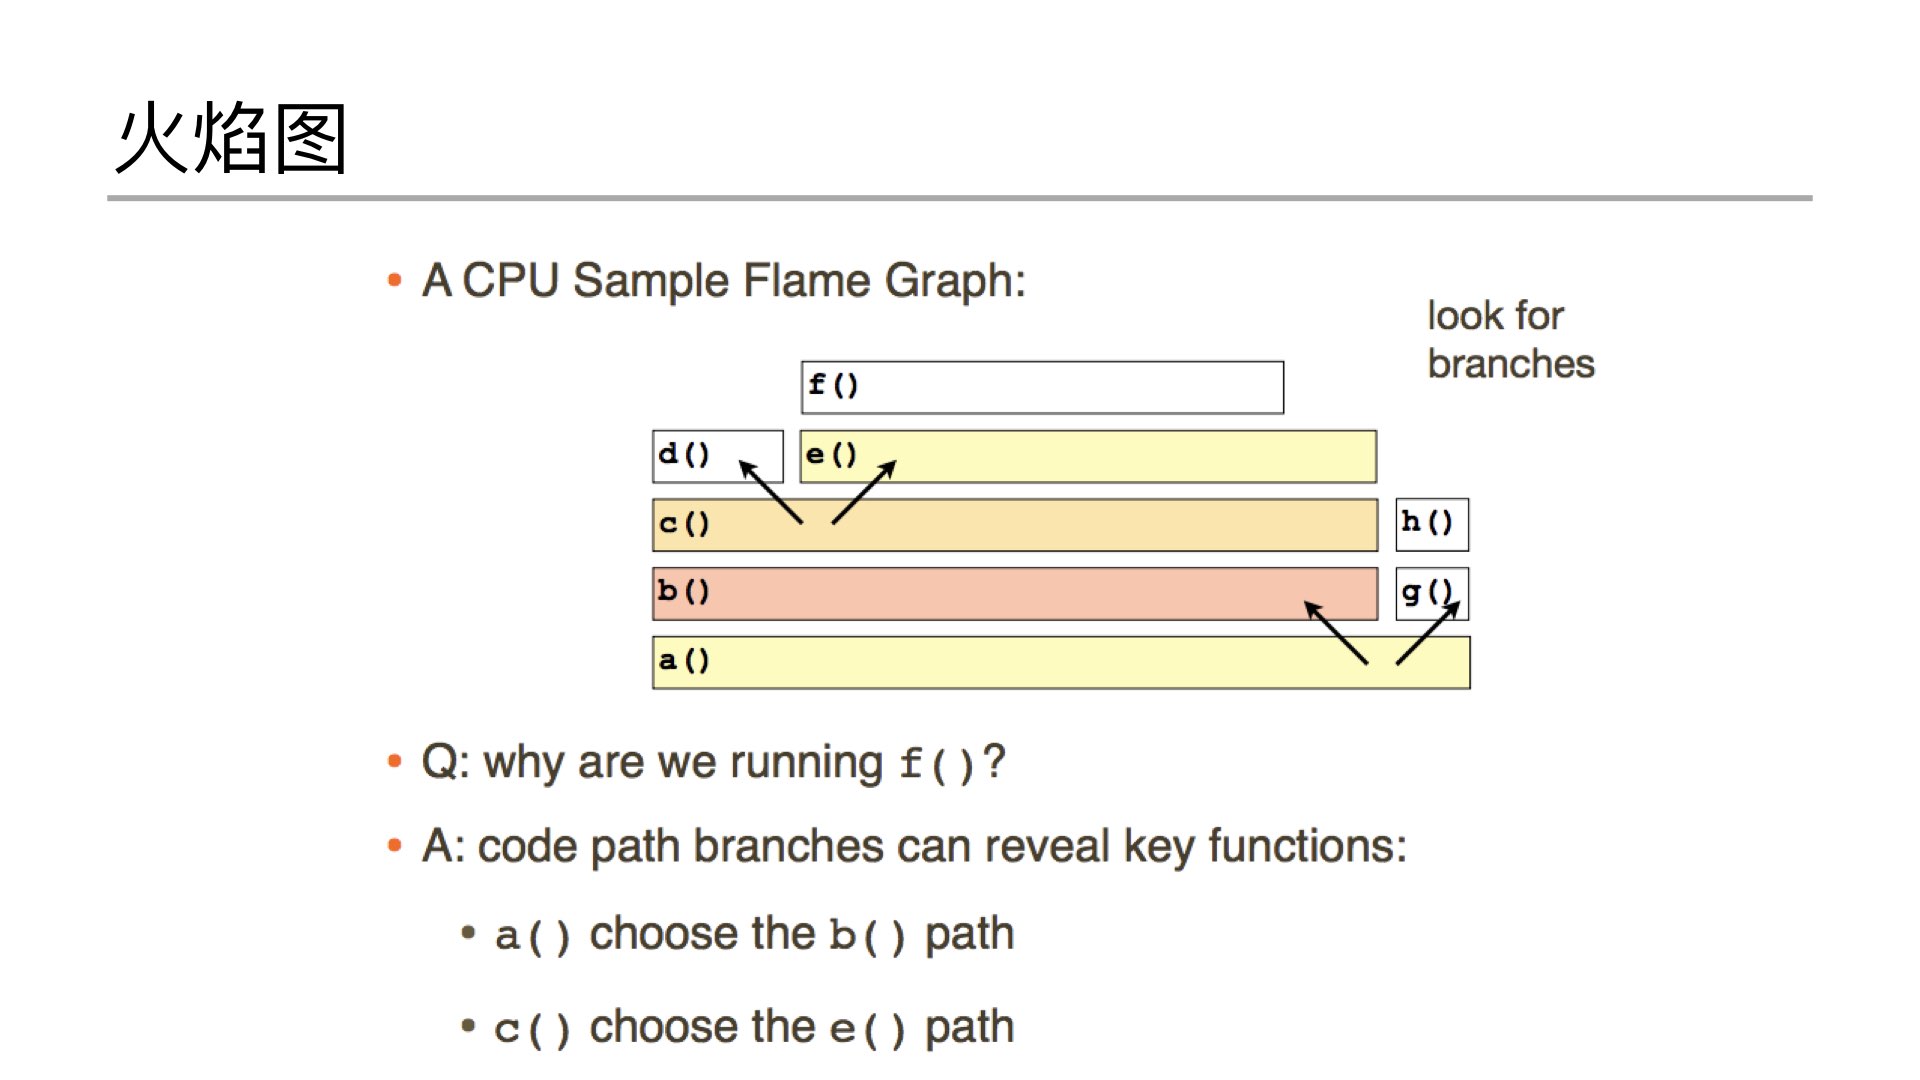 火焰图
• A CPU Sample Flame Graph:
look for
branches
f()
d() e()
c() h()
b() g()
a()
• Q: why are we running f()?
• A: code path branches can reveal key functions:
• a() choose the b() path
• c() choose the e() path